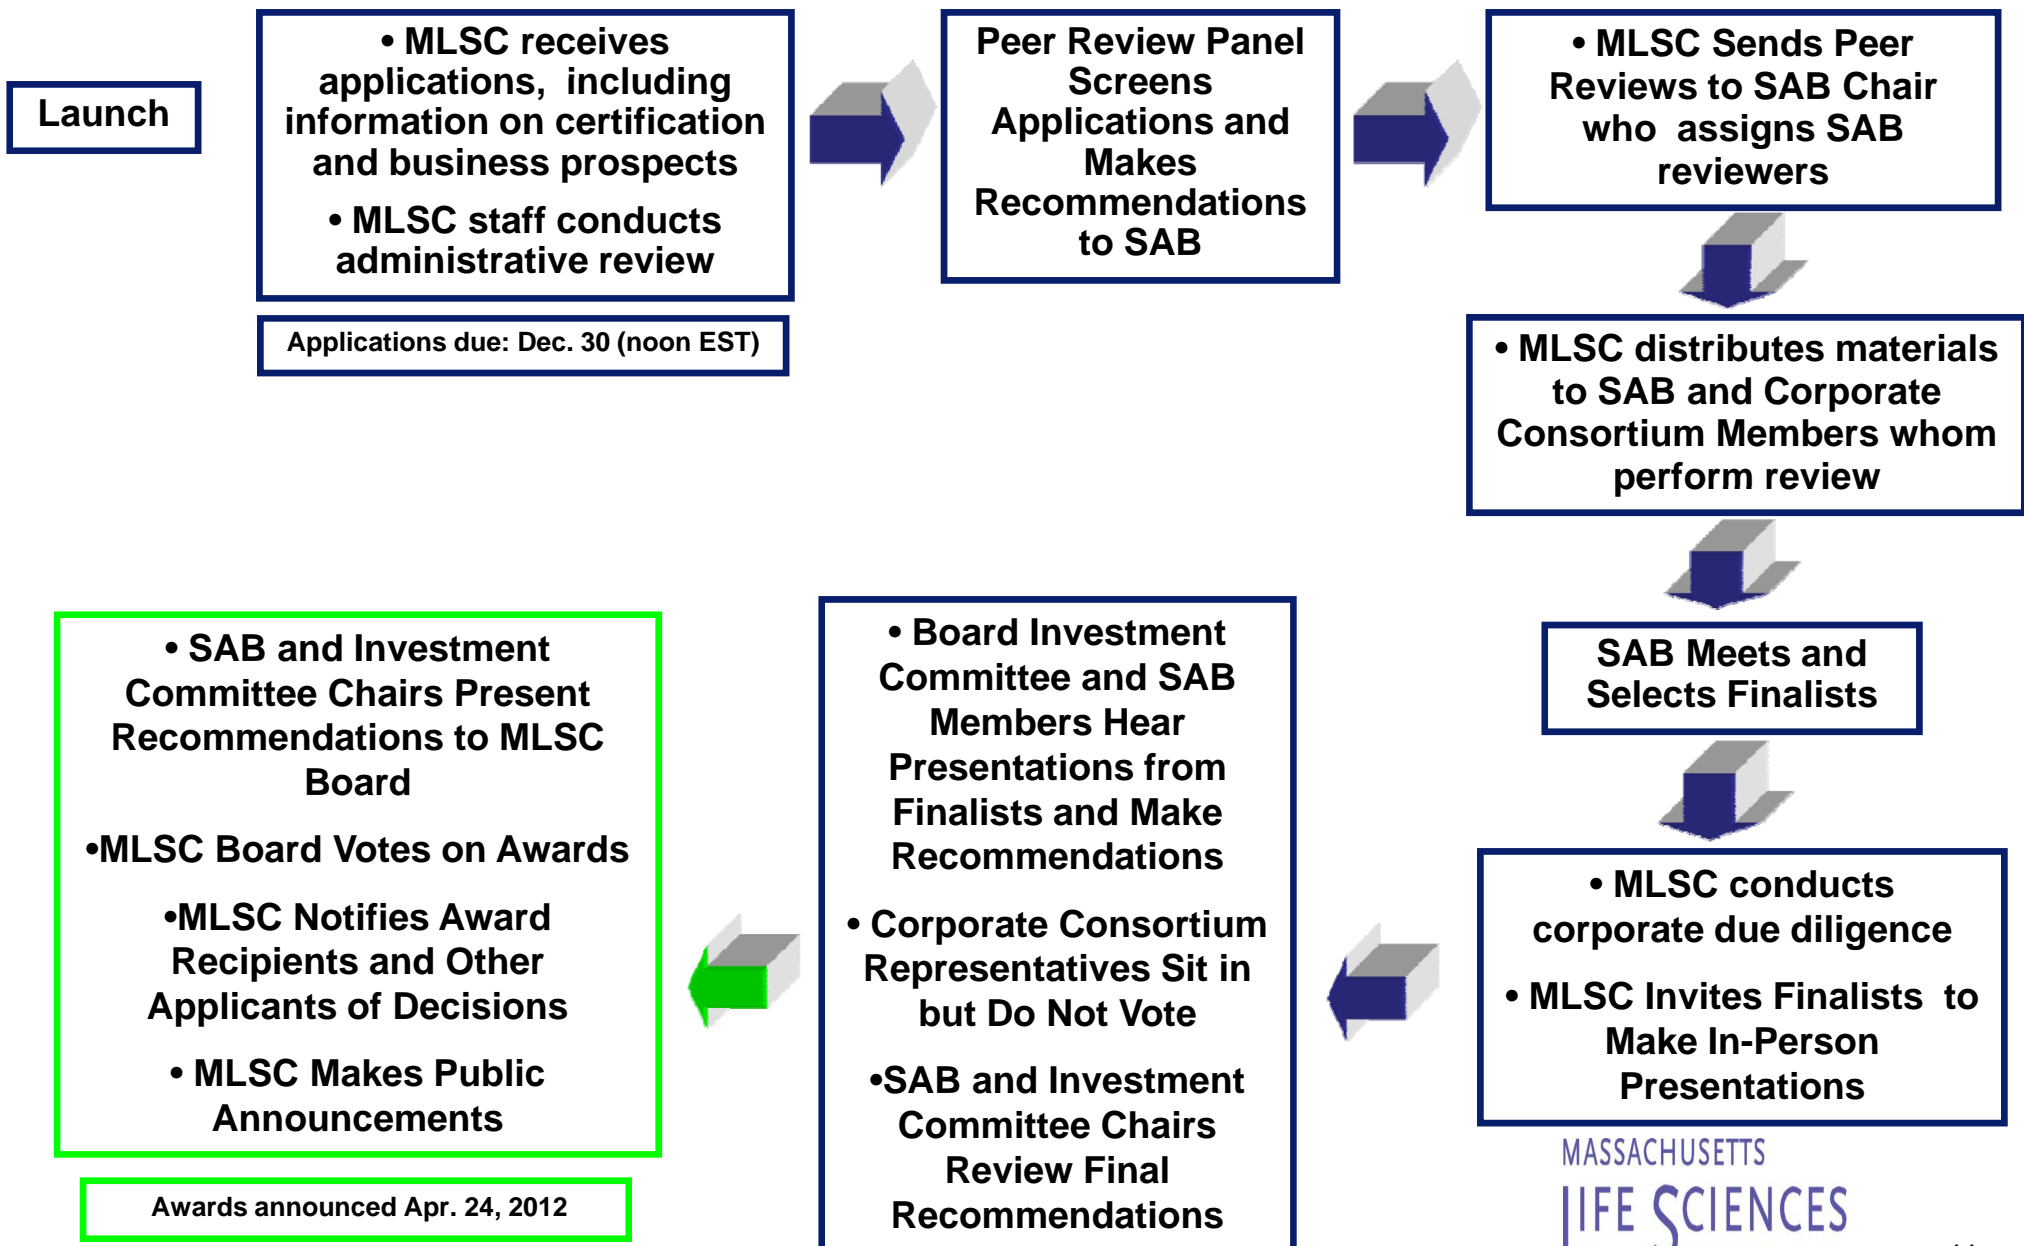 Launch
• MLSC receives
applications, including
information on certification
and business prospects
• MLSC staff conducts
administrative review
Applications due: Dec. 30 (noon EST)
Peer Review Panel
Screens
Applications and
Makes
Recommendations
to SAB
• MLSC Sends Peer
Reviews to SAB Chair
who assigns SAB
reviewers
• MLSC distributes materials
to SAB and Corporate
Consortium Members whom
perform review
SAB Meets and
Selects Finalists
• MLSC conducts
corporate due diligence
• MLSC Invites Finalists to
Make In-Person
Presentations
• Board Investment
Committee and SAB
Members Hear
Presentations from
Finalists and Make
Recommendations
• Corporate Consortium
Representatives Sit in
but Do Not Vote
•SAB and Investment
Committee Chairs
Review Final
Recommendations
• SAB and Investment
Committee Chairs Present
Recommendations to MLSC
Board
•MLSC Board Votes on Awards
•MLSC Notifies Award
Recipients and Other
Applicants of Decisions
• MLSC Makes Public
Announcements
Awards announced Apr. 24, 2012
MASSACHUSETTS
LIFE SCIENCES